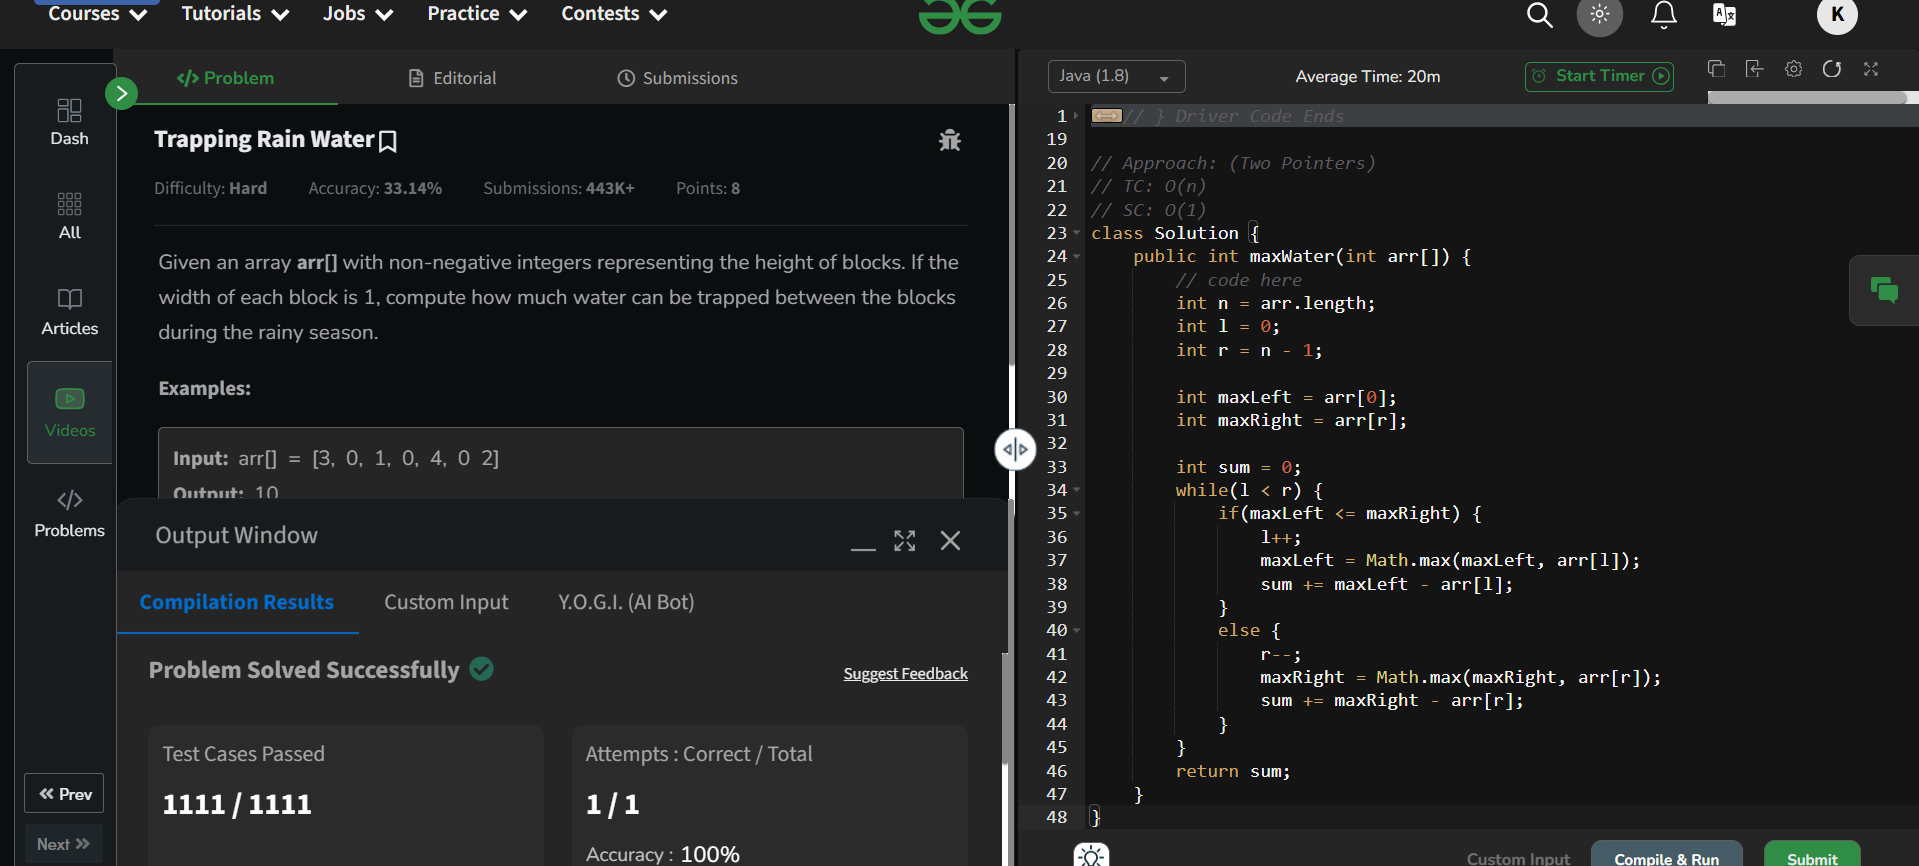 Courses Tutorials Jobs Practice Contests K
Problem Editorial Submissions
Dash
All
Articles
Videos
Problems
Prev
Next
Trapping Rain Water
Difficulty: Hard Accuracy: 33.14% Submissions: 443K+ Points: 8
Given an array arr[] with non-negative integers representing the height of blocks. If the
width of each block is 1, compute how much water can be trapped between the blocks
during the rainy season.
Examples:
Input: arr[] = [3, 0, 1, 0, 4, 0 2]
Output: 10
Output Window
Compilation Results Custom Input Y.O.G.I. (AI Bot)
Problem Solved Successfully
Suggest Feedback
Test Cases Passed
1111 / 1111
Attempts : Correct / Total
1 / 1
Accuracy : 100%
Java (1.8) Average Time: 20m Start Timer
1 // } Driver Code Ends
19
20 // Approach: (Two Pointers)
21 // TC: O(n)
22 // SC: O(1)
23 class Solution {
24 public int maxWater(int arr[]) {
25 // code here
26 int n = arr.length;
27 int l = 0;
28 int r = n - 1;
29
30 int maxLeft = arr[0];
31 int maxRight = arr[r];
32
33 int sum = 0;
34 while(l < r) {
35 if(maxLeft <= maxRight) {
36 l++;
37 maxLeft = Math.max(maxLeft, arr[l]);
38 sum += maxLeft - arr[l];
39 }
40 else {
41 r--;
42 maxRight = Math.max(maxRight, arr[r]);
43 sum += maxRight - arr[r];
44 }
45 }
46 return sum;
47 }
48 }
Custom Input Compile & Run Submit